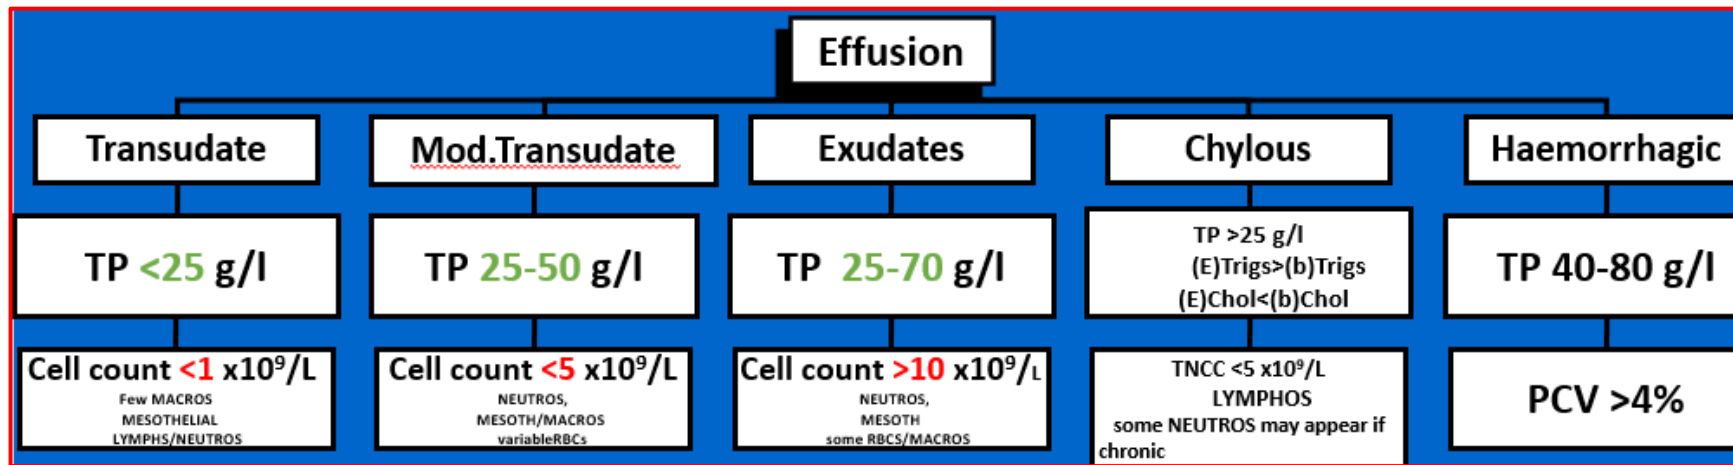 Effusion
Transudate
Mod.Transudate
Exudates
Chylous
Haemorrhagic
TP <25 g/l
TP 25-50 g/l
TP 25-70 g/l
TP >25 g/l
(E)Trigs>(b)Trigs
(E)Chol<(b)Chol
TP 40-80 g/l
Cell count <1 x10⁹/L
Few MACROS
MESOTHELIAL
LYMPHS/NEUTROS
Cell count <5 x10⁹/L
NEUTROS,
MESOTH/MACROS
variableRBCs
Cell count >10 x10⁹/L
NEUTROS,
MESOTH
some RBCS/MACROS
TNCC <5 x10⁹/L
LYMPHOS
some NEUTROS may appear if
chronic
PCV >4%